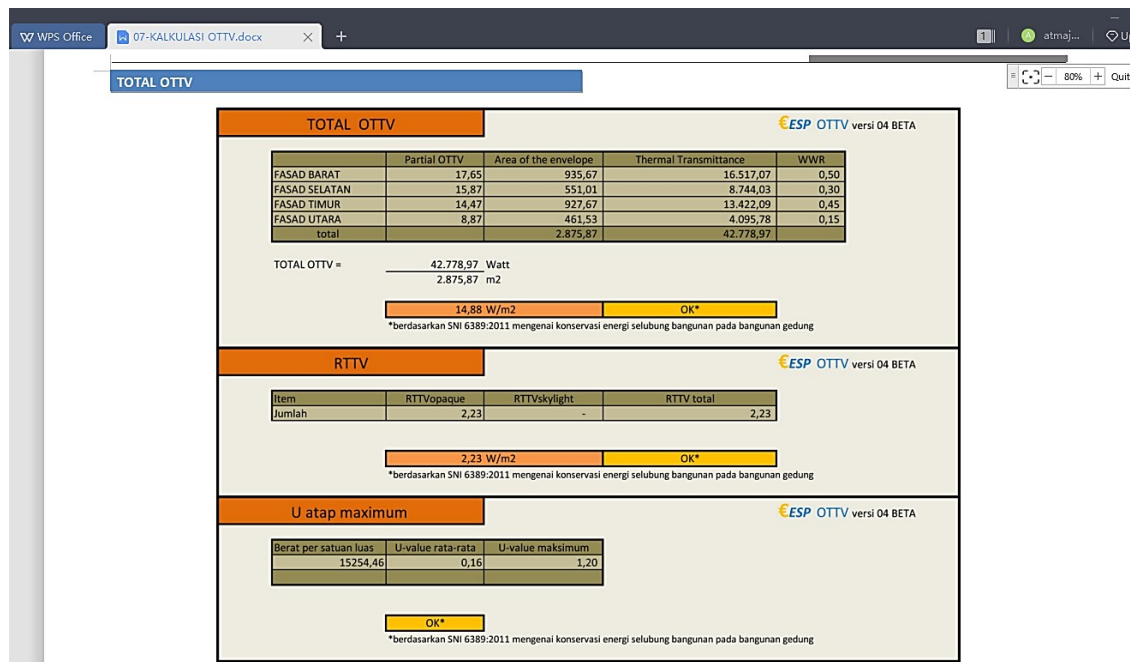 WPS Office 07-KALKULASI OTTV.docx 1 atmaj...
80% Quit
TOTAL OTTV
TOTAL OTTV €ESP OTTV versi 04 BETA
Partial OTTV Area of the envelope Thermal Transmittance WWR
FASAD BARAT 17,65 935,67 16.517,07 0,50
FASAD SELATAN 15,87 551,01 8.744,03 0,30
FASAD TIMUR 14,47 927,67 13.422,09 0,45
FASAD UTARA 8,87 461,53 4.095,78 0,15
total 2.875,87 42.778,97
TOTAL OTTV = 42.778,97 Watt
2.875,87 m2
14,88 W/m2 OK*
*berdasarkan SNI 6389:2011 mengenai konservasi energi selubung bangunan pada bangunan gedung
RTTV €ESP OTTV versi 04 BETA
Item RTTVopaque RTTVskylight RTTV total
Jumlah 2,23 - 2,23
2,23 W/m2 OK*
*berdasarkan SNI 6389:2011 mengenai konservasi energi selubung bangunan pada bangunan gedung
U atap maximum €ESP OTTV versi 04 BETA
Berat per satuan luas U-value rata-rata U-value maksimum
15254,46 0,16 1,20
OK*
*berdasarkan SNI 6389:2011 mengenai konservasi energi selubung bangunan pada bangunan gedung